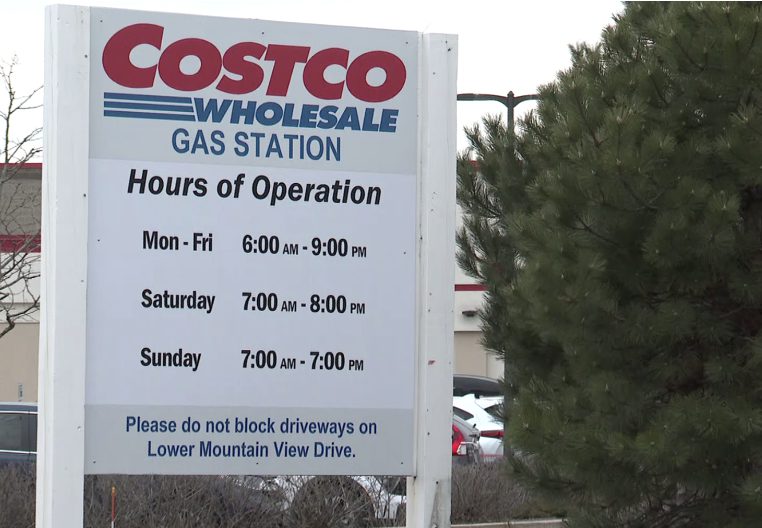 COSTCO
WHOLESALE
GAS STATION
Hours of Operation
Mon - Fri 6:00 AM - 9:00 PM
Saturday 7:00 AM - 8:00 PM
Sunday 7:00 AM - 7:00 PM
Please do not block driveways on
Lower Mountain View Drive.